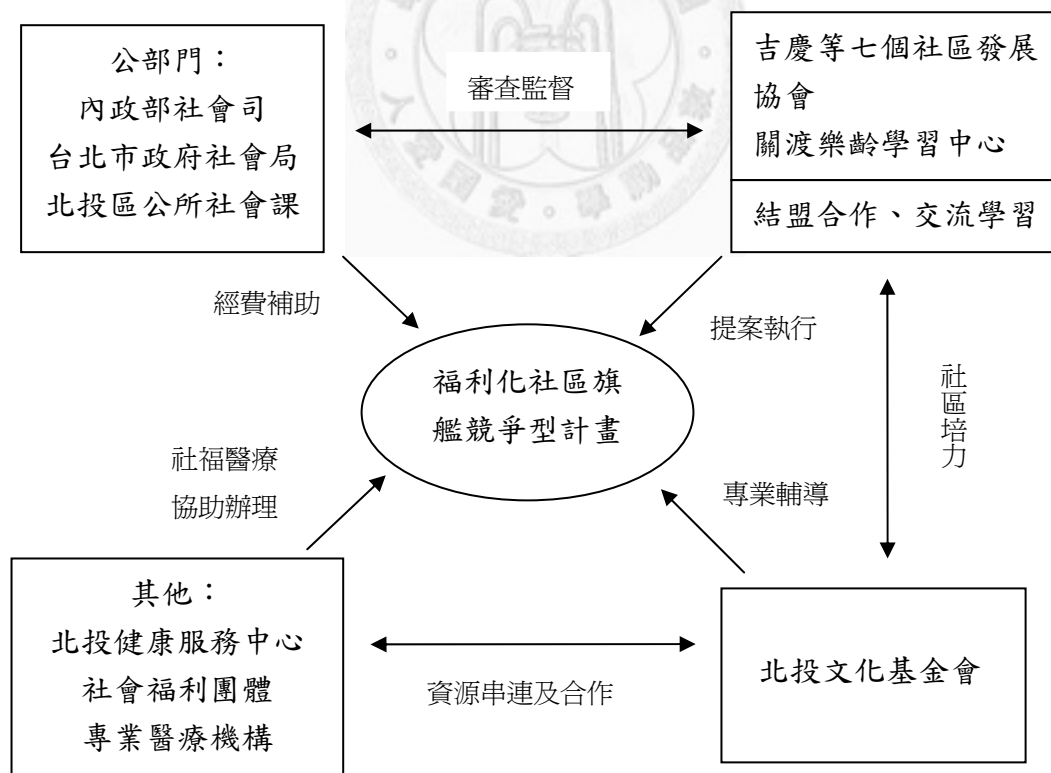 公部門：
內政部社會司
台北市政府社會局
北投區公所社會課
審查監督
吉慶等七個社區發展
協會
關渡樂齡學習中心
結盟合作、交流學習
經費補助
提案執行
福利化社區旗
艦競爭型計畫
社區培力
社福醫療
協助辦理
專業輔導
其他：
北投健康服務中心
社會福利團體
專業醫療機構
資源串連及合作
北投文化基金會